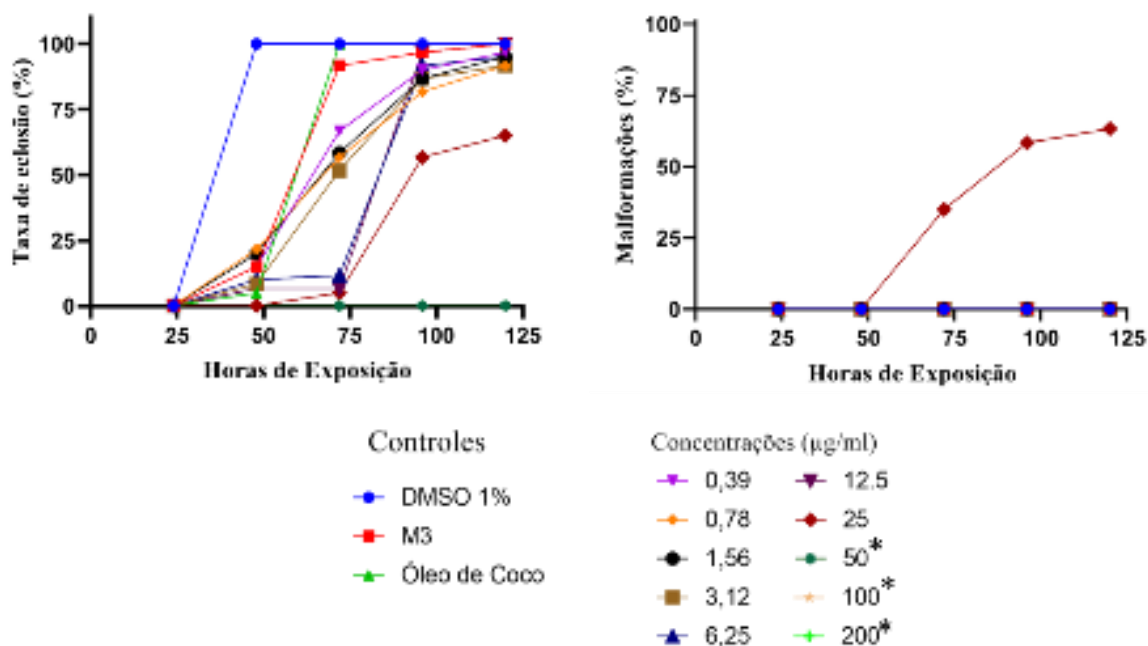 Taxa de eclosão (%)
100
75
50
25
0
0 25 50 75 100 125
Horas de Exposição
Malformações (%)
100
75
50
25
0
0 25 50 75 100 125
Horas de Exposição
Controles
DMSO 1%
M3
Óleo de Coco
Concentrações (µg/ml)
0,39 12.5
0,78 25
1,56 50*
3,12 100*
6,25 200*